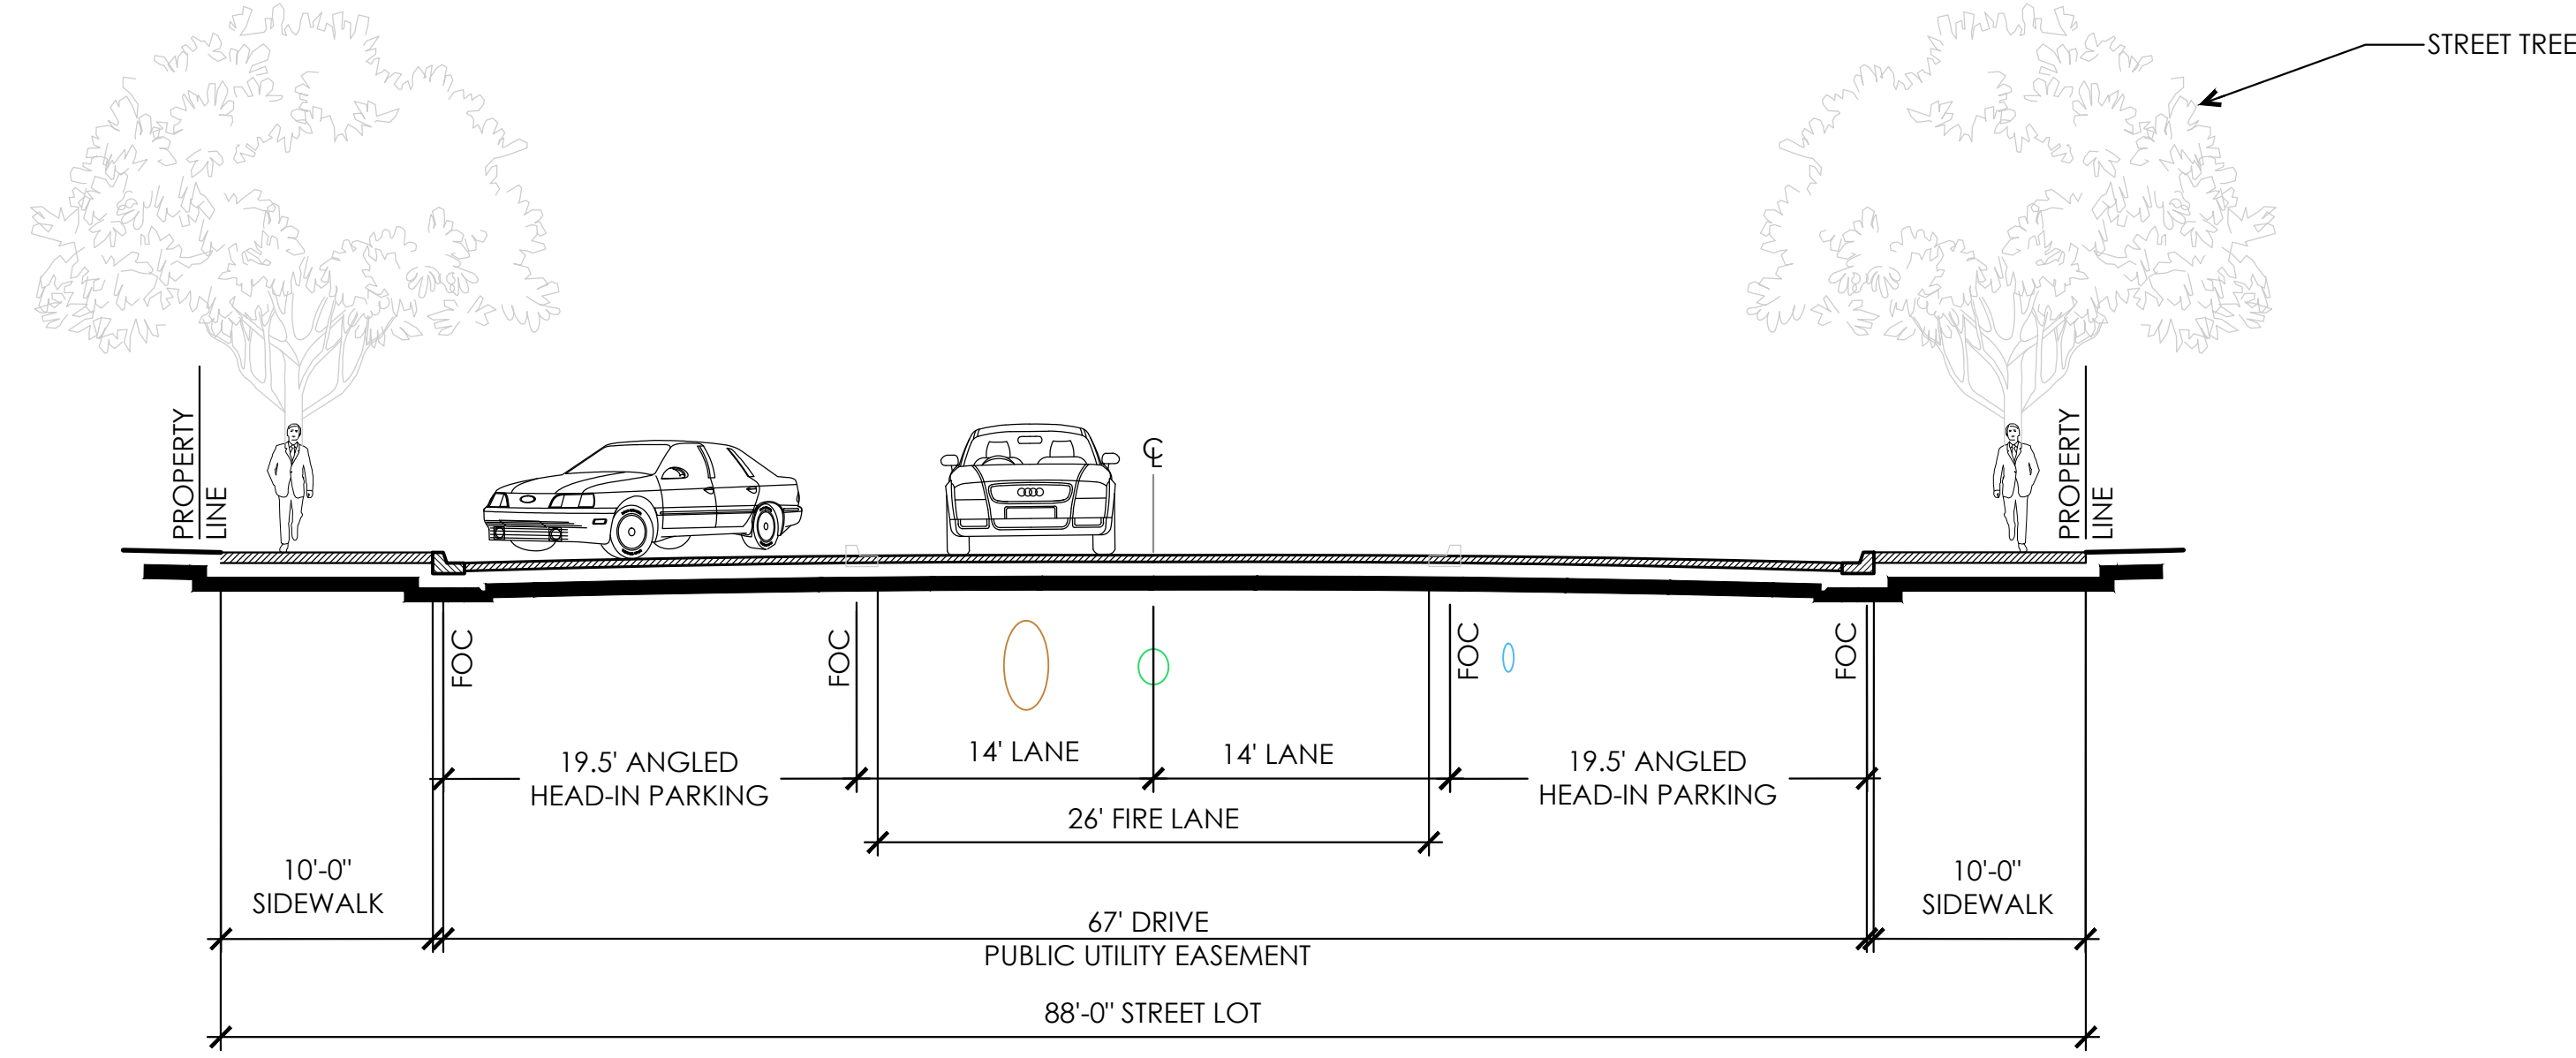 STREET TREE
PROPERTY
LINE
℄
PROPERTY
LINE
FOC
FOC
FOC
FOC
14' LANE
14' LANE
19.5' ANGLED
HEAD-IN PARKING
19.5' ANGLED
HEAD-IN PARKING
26' FIRE LANE
10'-0"
SIDEWALK
10'-0"
SIDEWALK
67' DRIVE
PUBLIC UTILITY EASEMENT
88'-0" STREET LOT